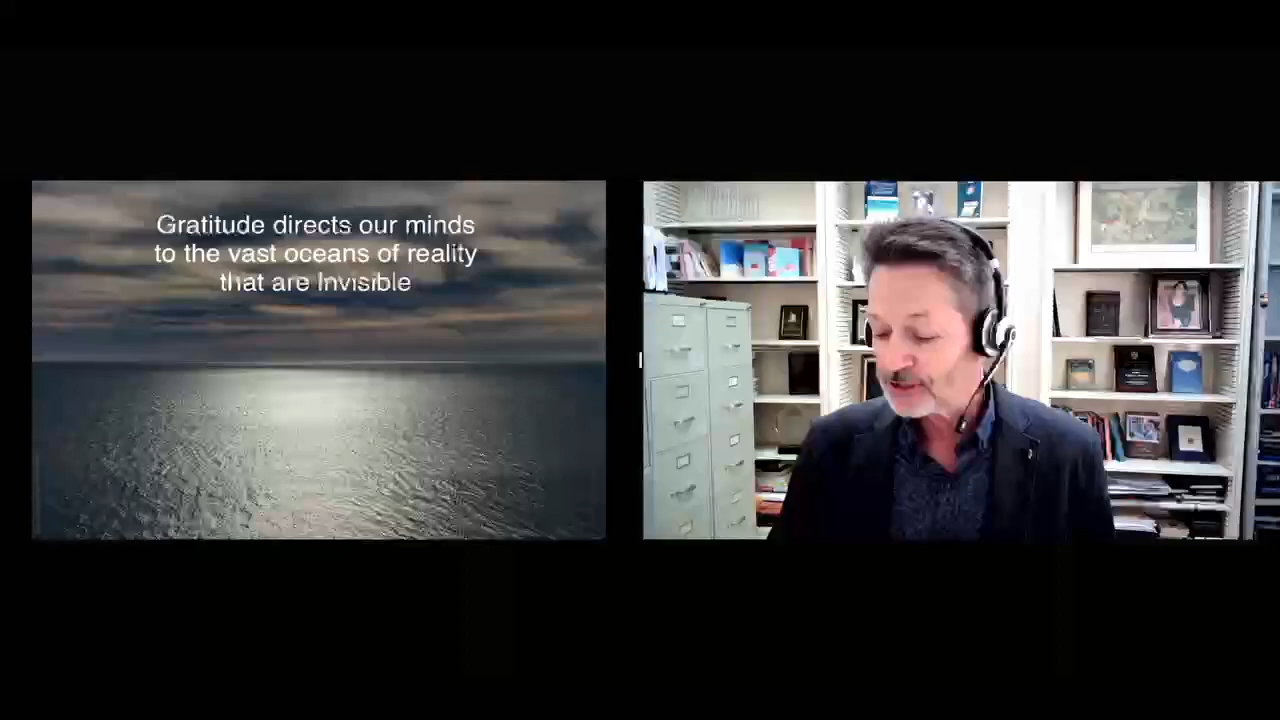 Gratitude directs our minds
to the vast oceans of reality
that are Invisible